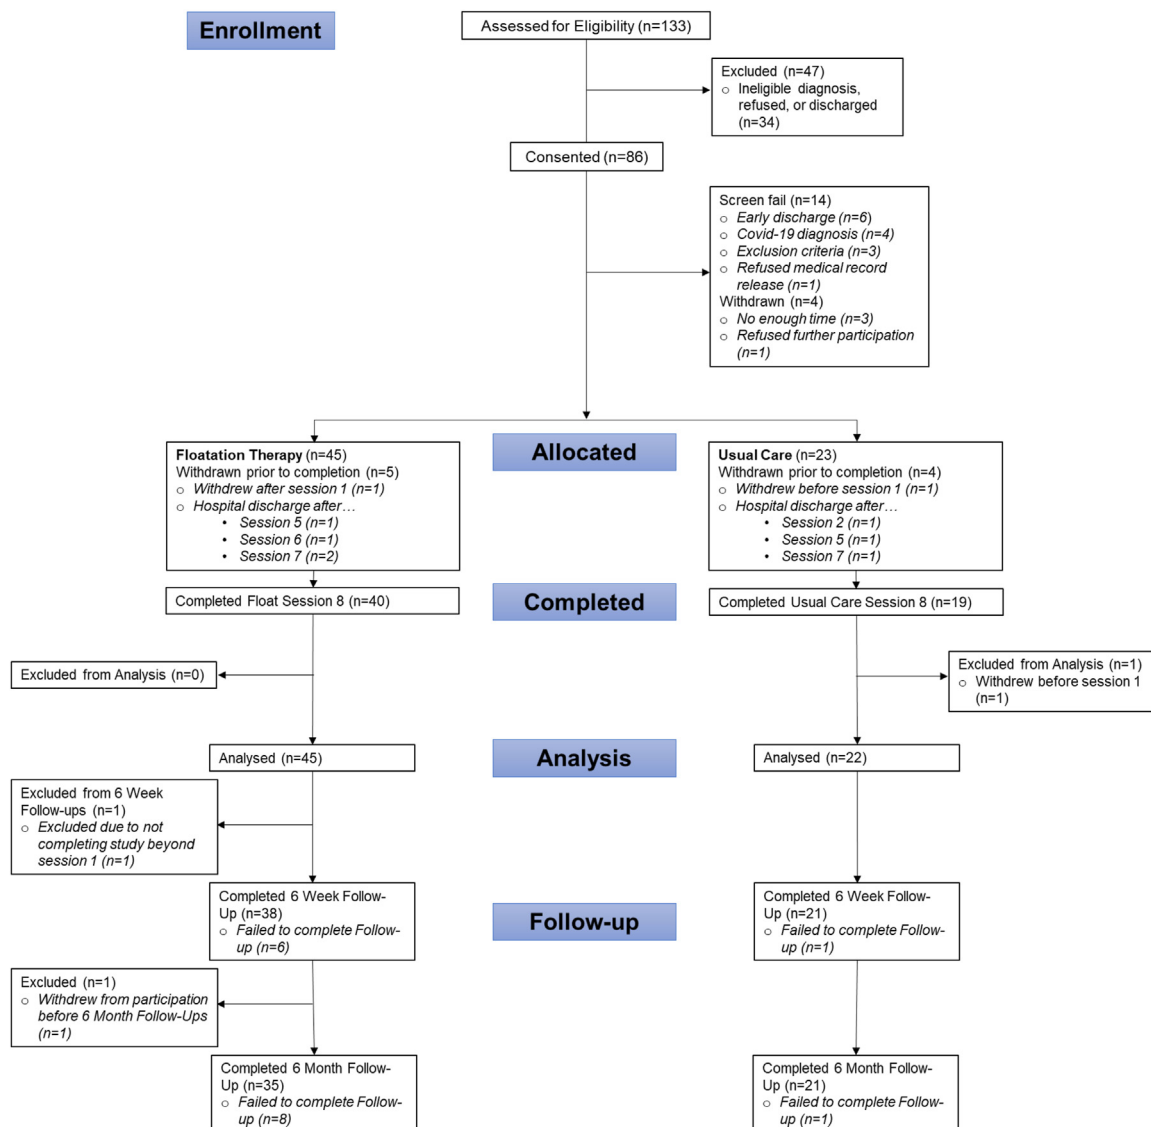 Enrollment
Assessed for Eligibility (n=133)
Excluded (n=47)
o Ineligible diagnosis,
refused, or discharged
(n=34)
Consented (n=86)
Screen fail (n=14)
o Early discharge (n=6)
o Covid-19 diagnosis (n=4)
o Exclusion criteria (n=3)
o Refused medical record
release (n=1)
Withdrawn (n=4)
o No enough time (n=3)
o Refused further participation
(n=1)
Allocated
Floatation Therapy (n=45)
Withdrawn prior to completion (n=5)
o Withdrew after session 1 (n=1)
o Hospital discharge after…
• Session 5 (n=1)
• Session 6 (n=1)
• Session 7 (n=2)
Usual Care (n=23)
Withdrawn prior to completion (n=4)
o Withdrew before session 1 (n=1)
o Hospital discharge after…
• Session 2 (n=1)
• Session 5 (n=1)
• Session 7 (n=1)
Completed
Completed Float Session 8 (n=40)
Completed Usual Care Session 8 (n=19)
Excluded from Analysis (n=0)
Excluded from Analysis (n=1)
o Withdrew before session 1
(n=1)
Analysis
Analysed (n=45)
Analysed (n=22)
Excluded from 6 Week
Follow-ups (n=1)
o Excluded due to not
completing study beyond
session 1 (n=1)
Follow-up
Completed 6 Week Follow-
Up (n=38)
o Failed to complete Follow-
up (n=6)
Completed 6 Week Follow-
Up (n=21)
o Failed to complete Follow-
up (n=1)
Excluded (n=1)
o Withdrew from participation
before 6 Month Follow-Ups
(n=1)
Completed 6 Month Follow-
Up (n=35)
o Failed to complete Follow-
up (n=8)
Completed 6 Month Follow-
Up (n=21)
o Failed to complete Follow-
up (n=1)